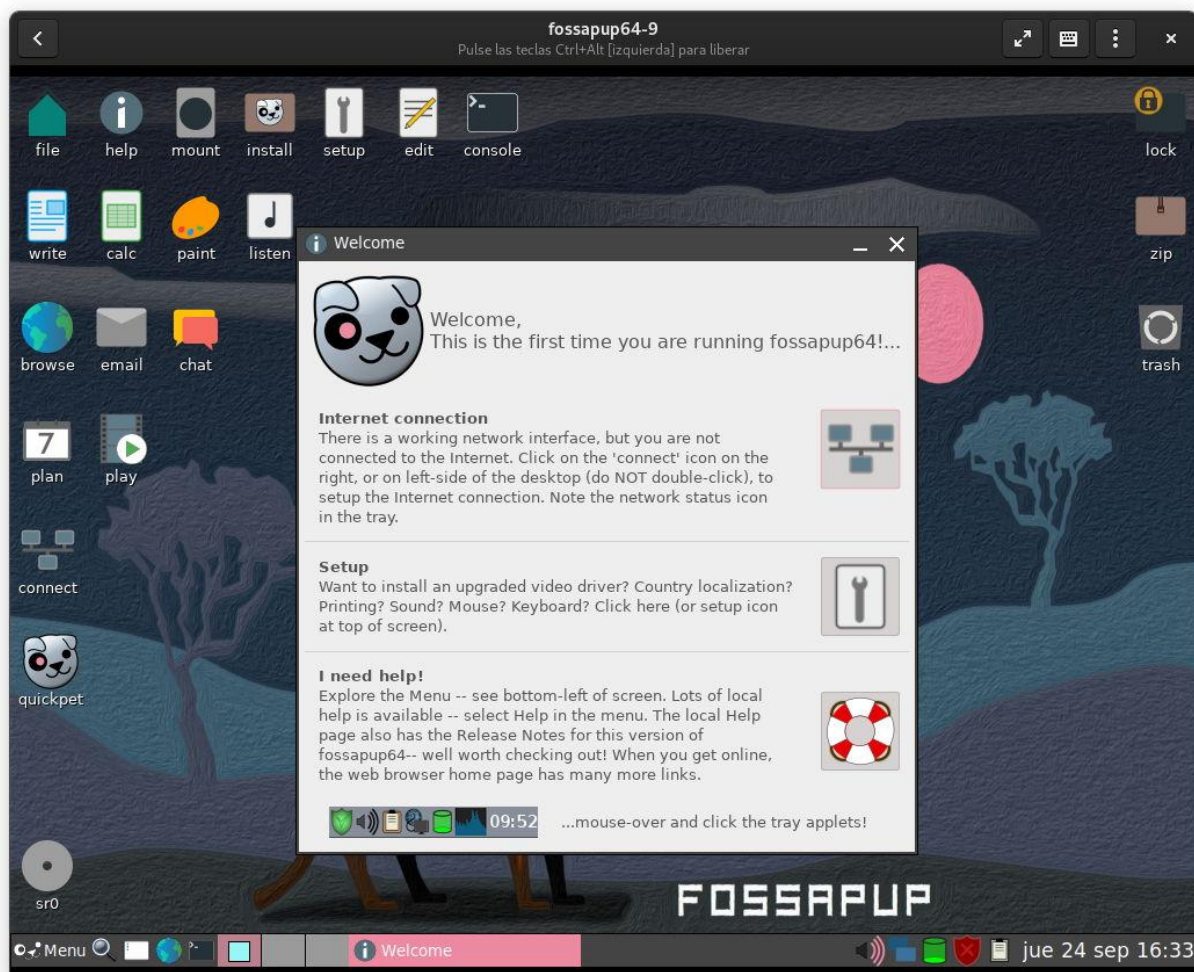 fossapup64-9
Pulse las teclas Ctrl+Alt [izquierda] para liberar
file
help
mount
install
setup
edit
console
lock
write
calc
paint
listen
zip
browse
email
chat
trash
7
plan
play
connect
quickpet
sr0
Welcome
Welcome,
This is the first time you are running fossapup64!...
Internet connection
There is a working network interface, but you are not
connected to the Internet. Click on the 'connect' icon on the
right, or on left-side of the desktop (do NOT double-click), to
setup the Internet connection. Note the network status icon
in the tray.
Setup
Want to install an upgraded video driver? Country localization?
Printing? Sound? Mouse? Keyboard? Click here (or setup icon
at top of screen).
I need help!
Explore the Menu -- see bottom-left of screen. Lots of local
help is available -- select Help in the menu. The local Help
page also has the Release Notes for this version of
fossapup64-- well worth checking out! When you get online,
the web browser home page has many more links.
09:52
...mouse-over and click the tray applets!
FOSSAPUP
Menu
Welcome
jue 24 sep 16:33